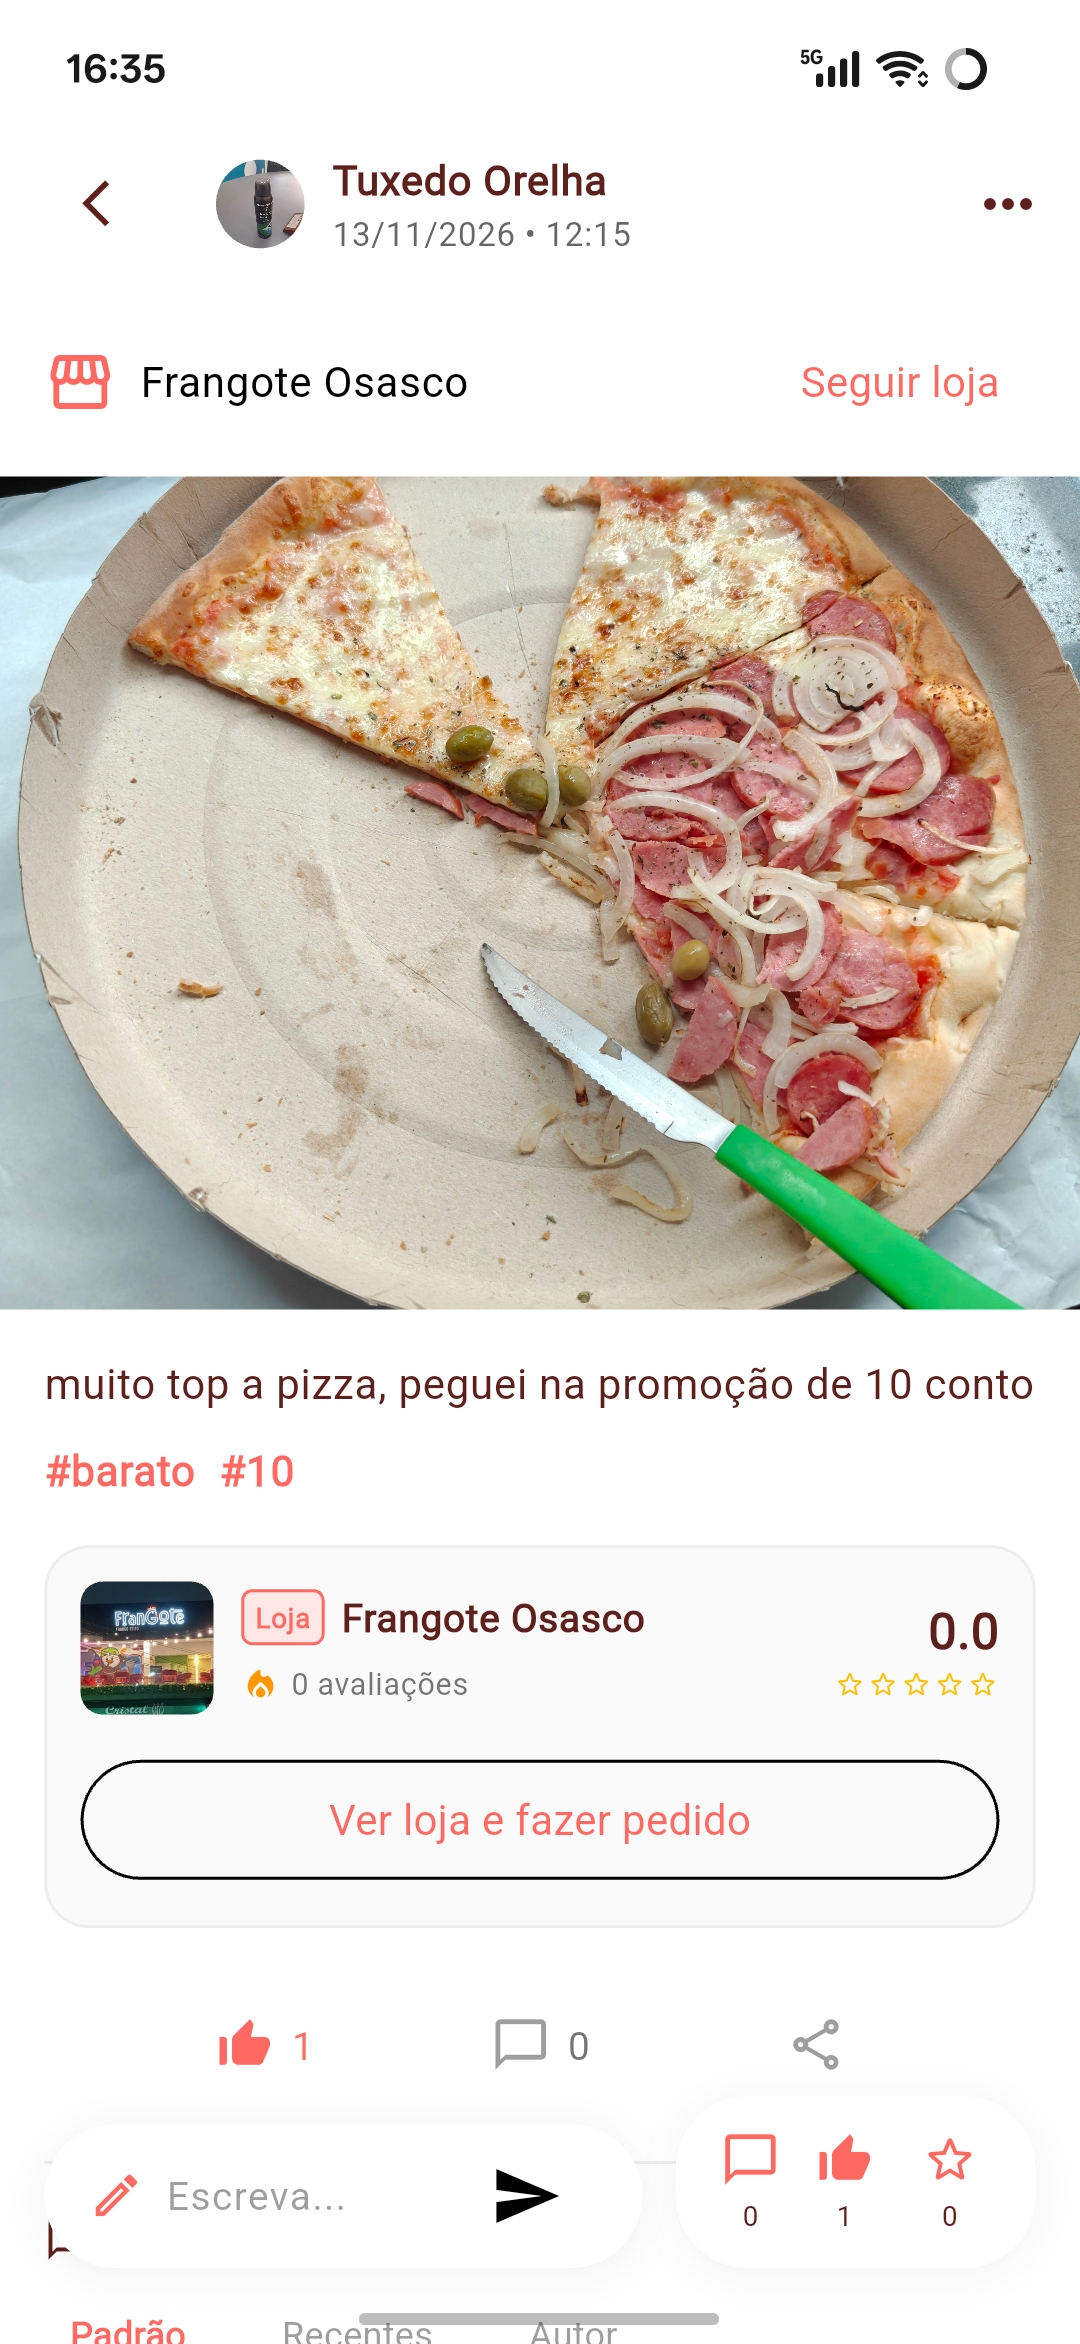 16:35
5G
Tuxedo Orelha
13/11/2026 • 12:15
Frangote Osasco
Seguir loja
muito top a pizza, peguei na promoção de 10 conto
#barato #10
FranGote
Cristal
Loja
Frangote Osasco
0.0
0 avaliações
Ver loja e fazer pedido
1
0
Escreva...
0
1
0
Padrão
Recentes
Autor